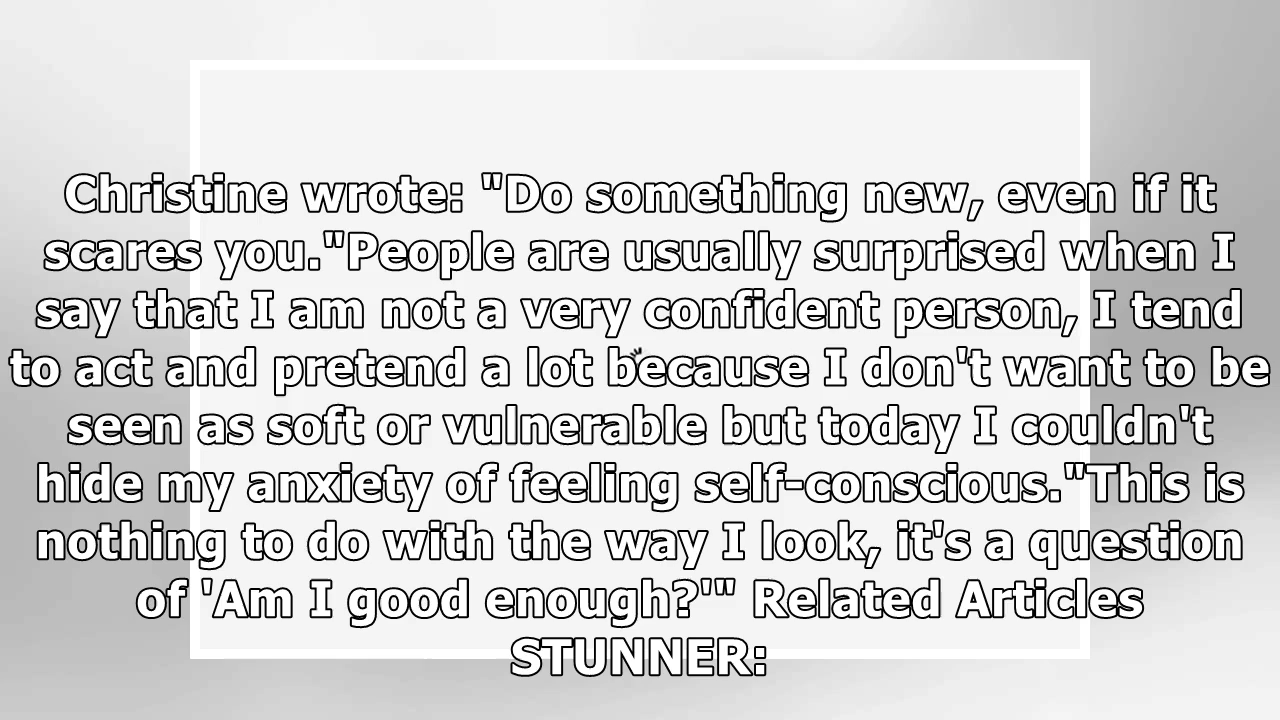 Christine wrote: "Do something new, even if it
scares you."People are usually surprised when I
say that I am not a very confident person, I tend
to act and pretend a lot because I don't want to be
seen as soft or vulnerable but today I couldn't
hide my anxiety of feeling self-conscious."This is
nothing to do with the way I look, it's a question
of 'Am I good enough?'" Related Articles
STUNNER: